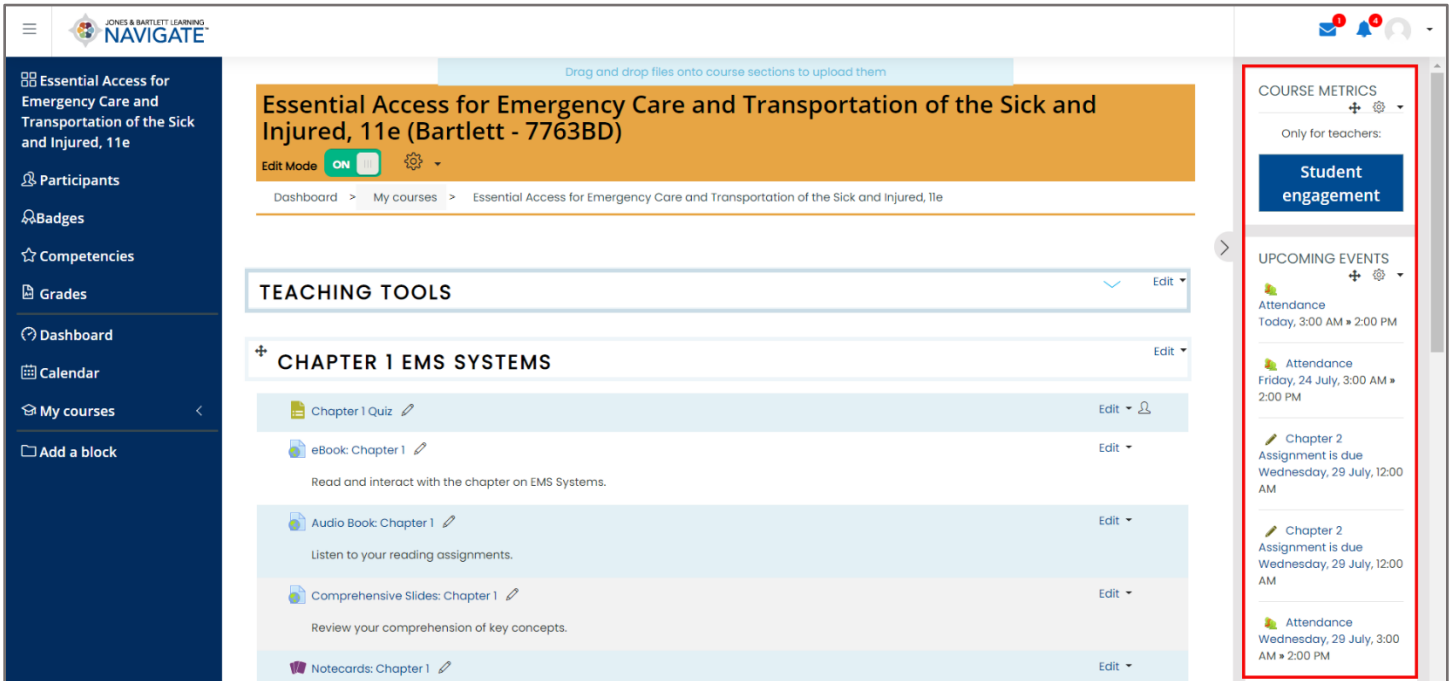 JONES & BARTLETT LEARNING
NAVIGATE™
1
4
Essential Access for
Emergency Care and
Transportation of the Sick
and Injured, 11e
Participants
Badges
Competencies
Grades
Dashboard
Calendar
My courses
Add a block
Drag and drop files onto course sections to upload them
Essential Access for Emergency Care and Transportation of the Sick and
Injured, 11e (Bartlett - 7763BD)
Edit Mode ON
Dashboard > My courses > Essential Access for Emergency Care and Transportation of the Sick and Injured, 11e
TEACHING TOOLS
Edit
CHAPTER 1 EMS SYSTEMS
Edit
Chapter 1 Quiz
Edit
eBook: Chapter 1
Edit
Read and interact with the chapter on EMS Systems.
Audio Book: Chapter 1
Edit
Listen to your reading assignments.
Comprehensive Slides: Chapter 1
Edit
Review your comprehension of key concepts.
Notecards: Chapter 1
Edit
COURSE METRICS
Only for teachers:
Student
engagement
UPCOMING EVENTS
Attendance
Today, 3:00 AM » 2:00 PM
Attendance
Friday, 24 July, 3:00 AM »
2:00 PM
Chapter 2
Assignment is due
Wednesday, 29 July, 12:00
AM
Chapter 2
Assignment is due
Wednesday, 29 July, 12:00
AM
Attendance
Wednesday, 29 July, 3:00
AM » 2:00 PM